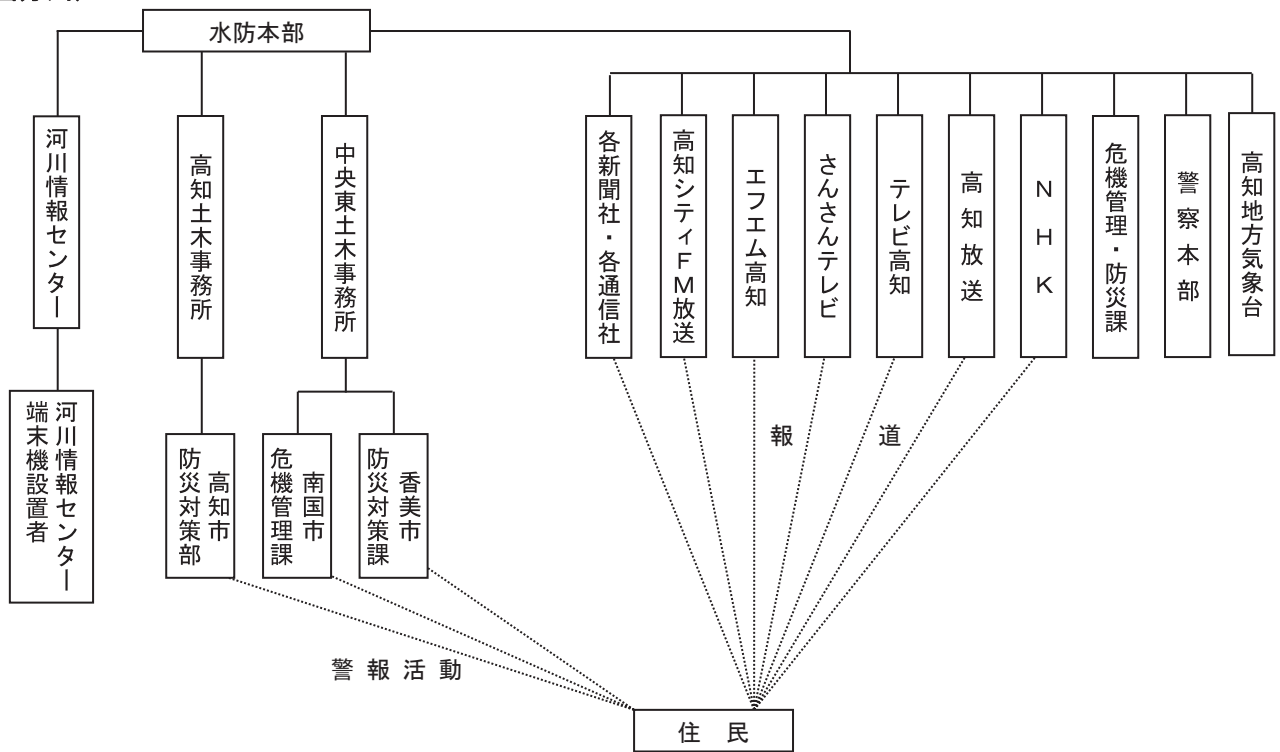 水防本部
河川情報センター
高知土木事務所
中央東土木事務所
各新聞社・各通信社
高知シティFM放送
エフエム高知
さんさんテレビ
テレビ高知
高知放送
NHK
危機管理・防災課
警察本部
高知地方気象台
河川情報センター
端末機設置者
高知市
防災対策部
南国市
危機管理課
香美市
防災対策課
報道
警報活動
住民